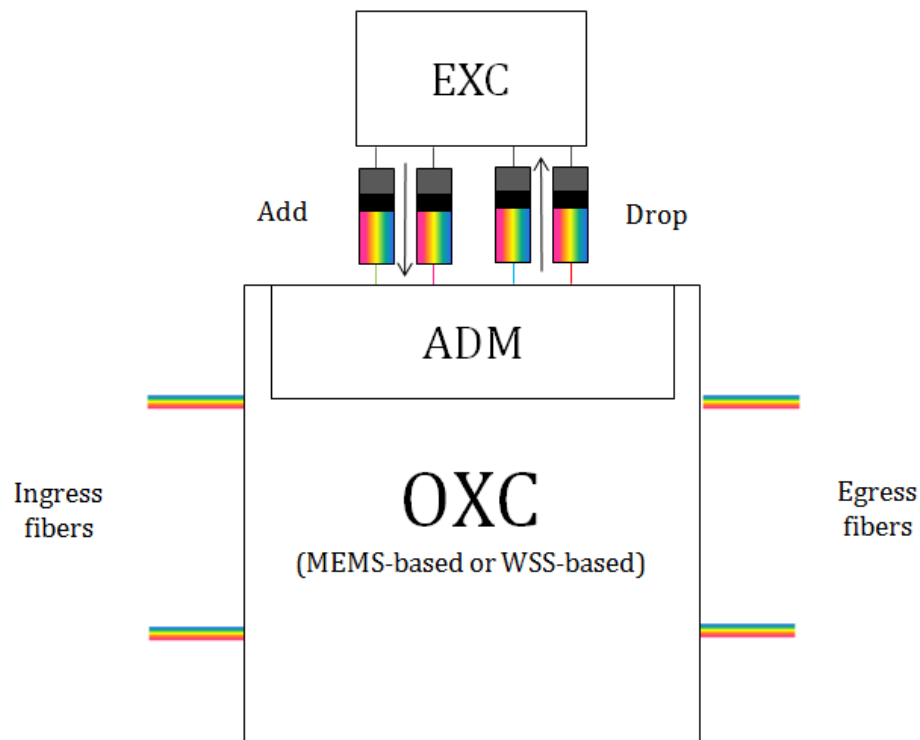 EXC
Add
Drop
ADM
Ingress
fibers
OXC
(MEMS-based or WSS-based)
Egress
fibers